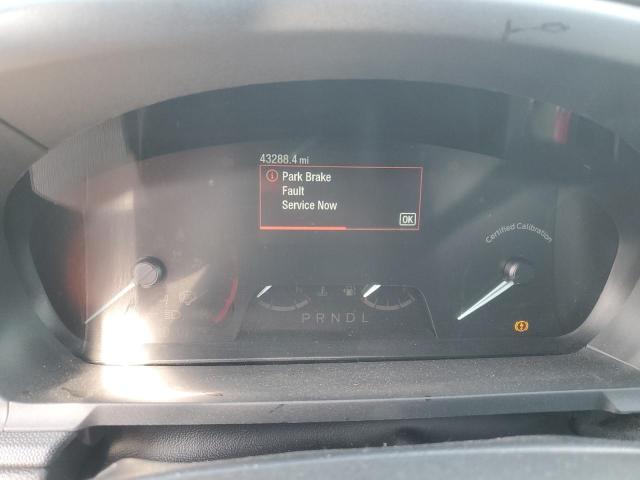 43288.4 mi
Park Brake
Fault
Service Now
OK
Certified Calibration
PRNDL